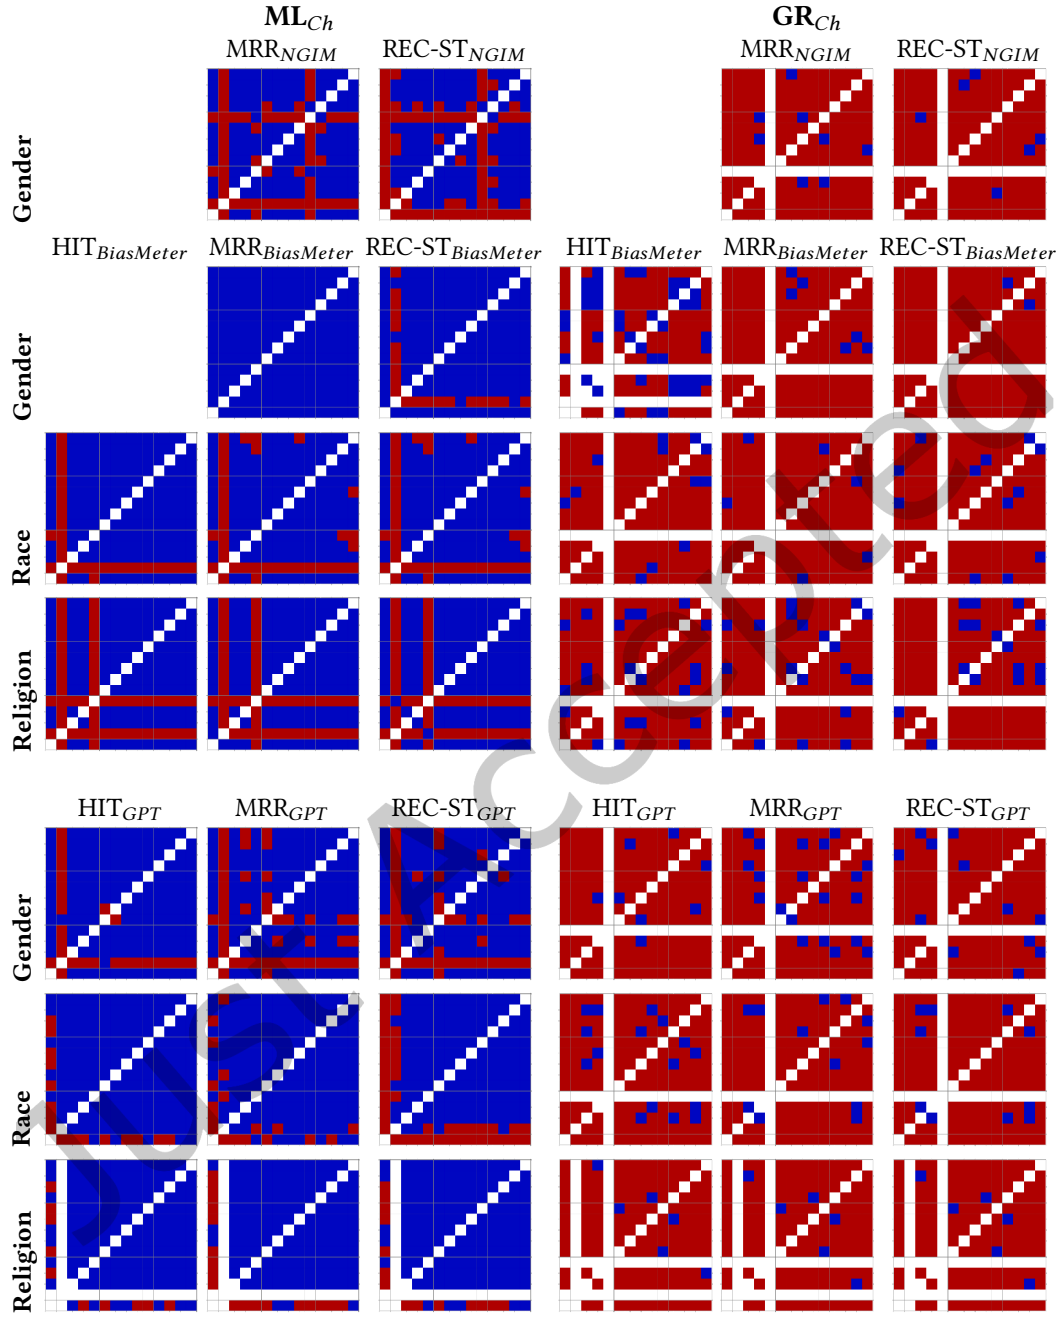 ML_Ch GR_Ch
MRR_NGIM REC-ST_NGIM MRR_NGIM REC-ST_NGIM
Gender
HIT_BiasMeter MRR_BiasMeter REC-ST_BiasMeter HIT_BiasMeter MRR_BiasMeter REC-ST_BiasMeter
Gender
Race
Religion
HIT_GPT MRR_GPT REC-ST_GPT HIT_GPT MRR_GPT REC-ST_GPT
Gender
Race
Religion
Just Accepted